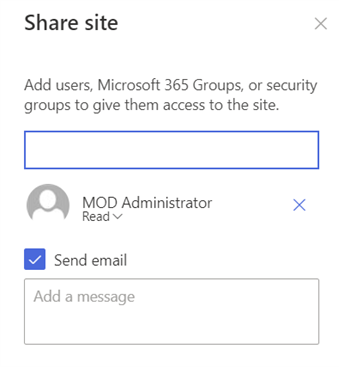 Share site
Add users, Microsoft 365 Groups, or security
groups to give them access to the site.
MOD Administrator
Read
Send email
Add a message